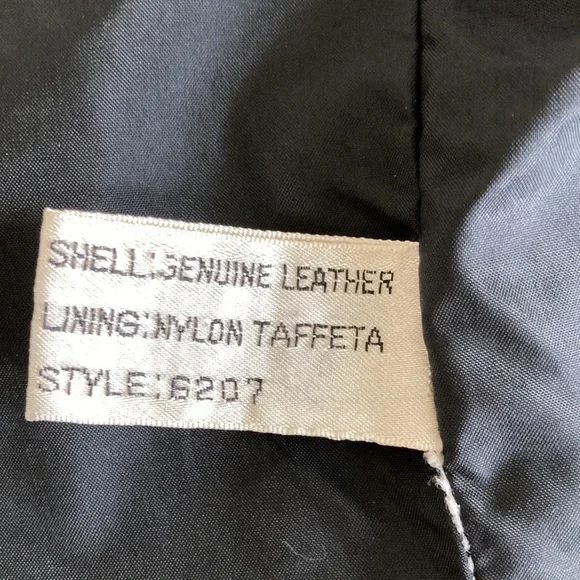 SHELL:GENUINE LEATHER
LINING:NYLON TAFFETA
STYLE:6207